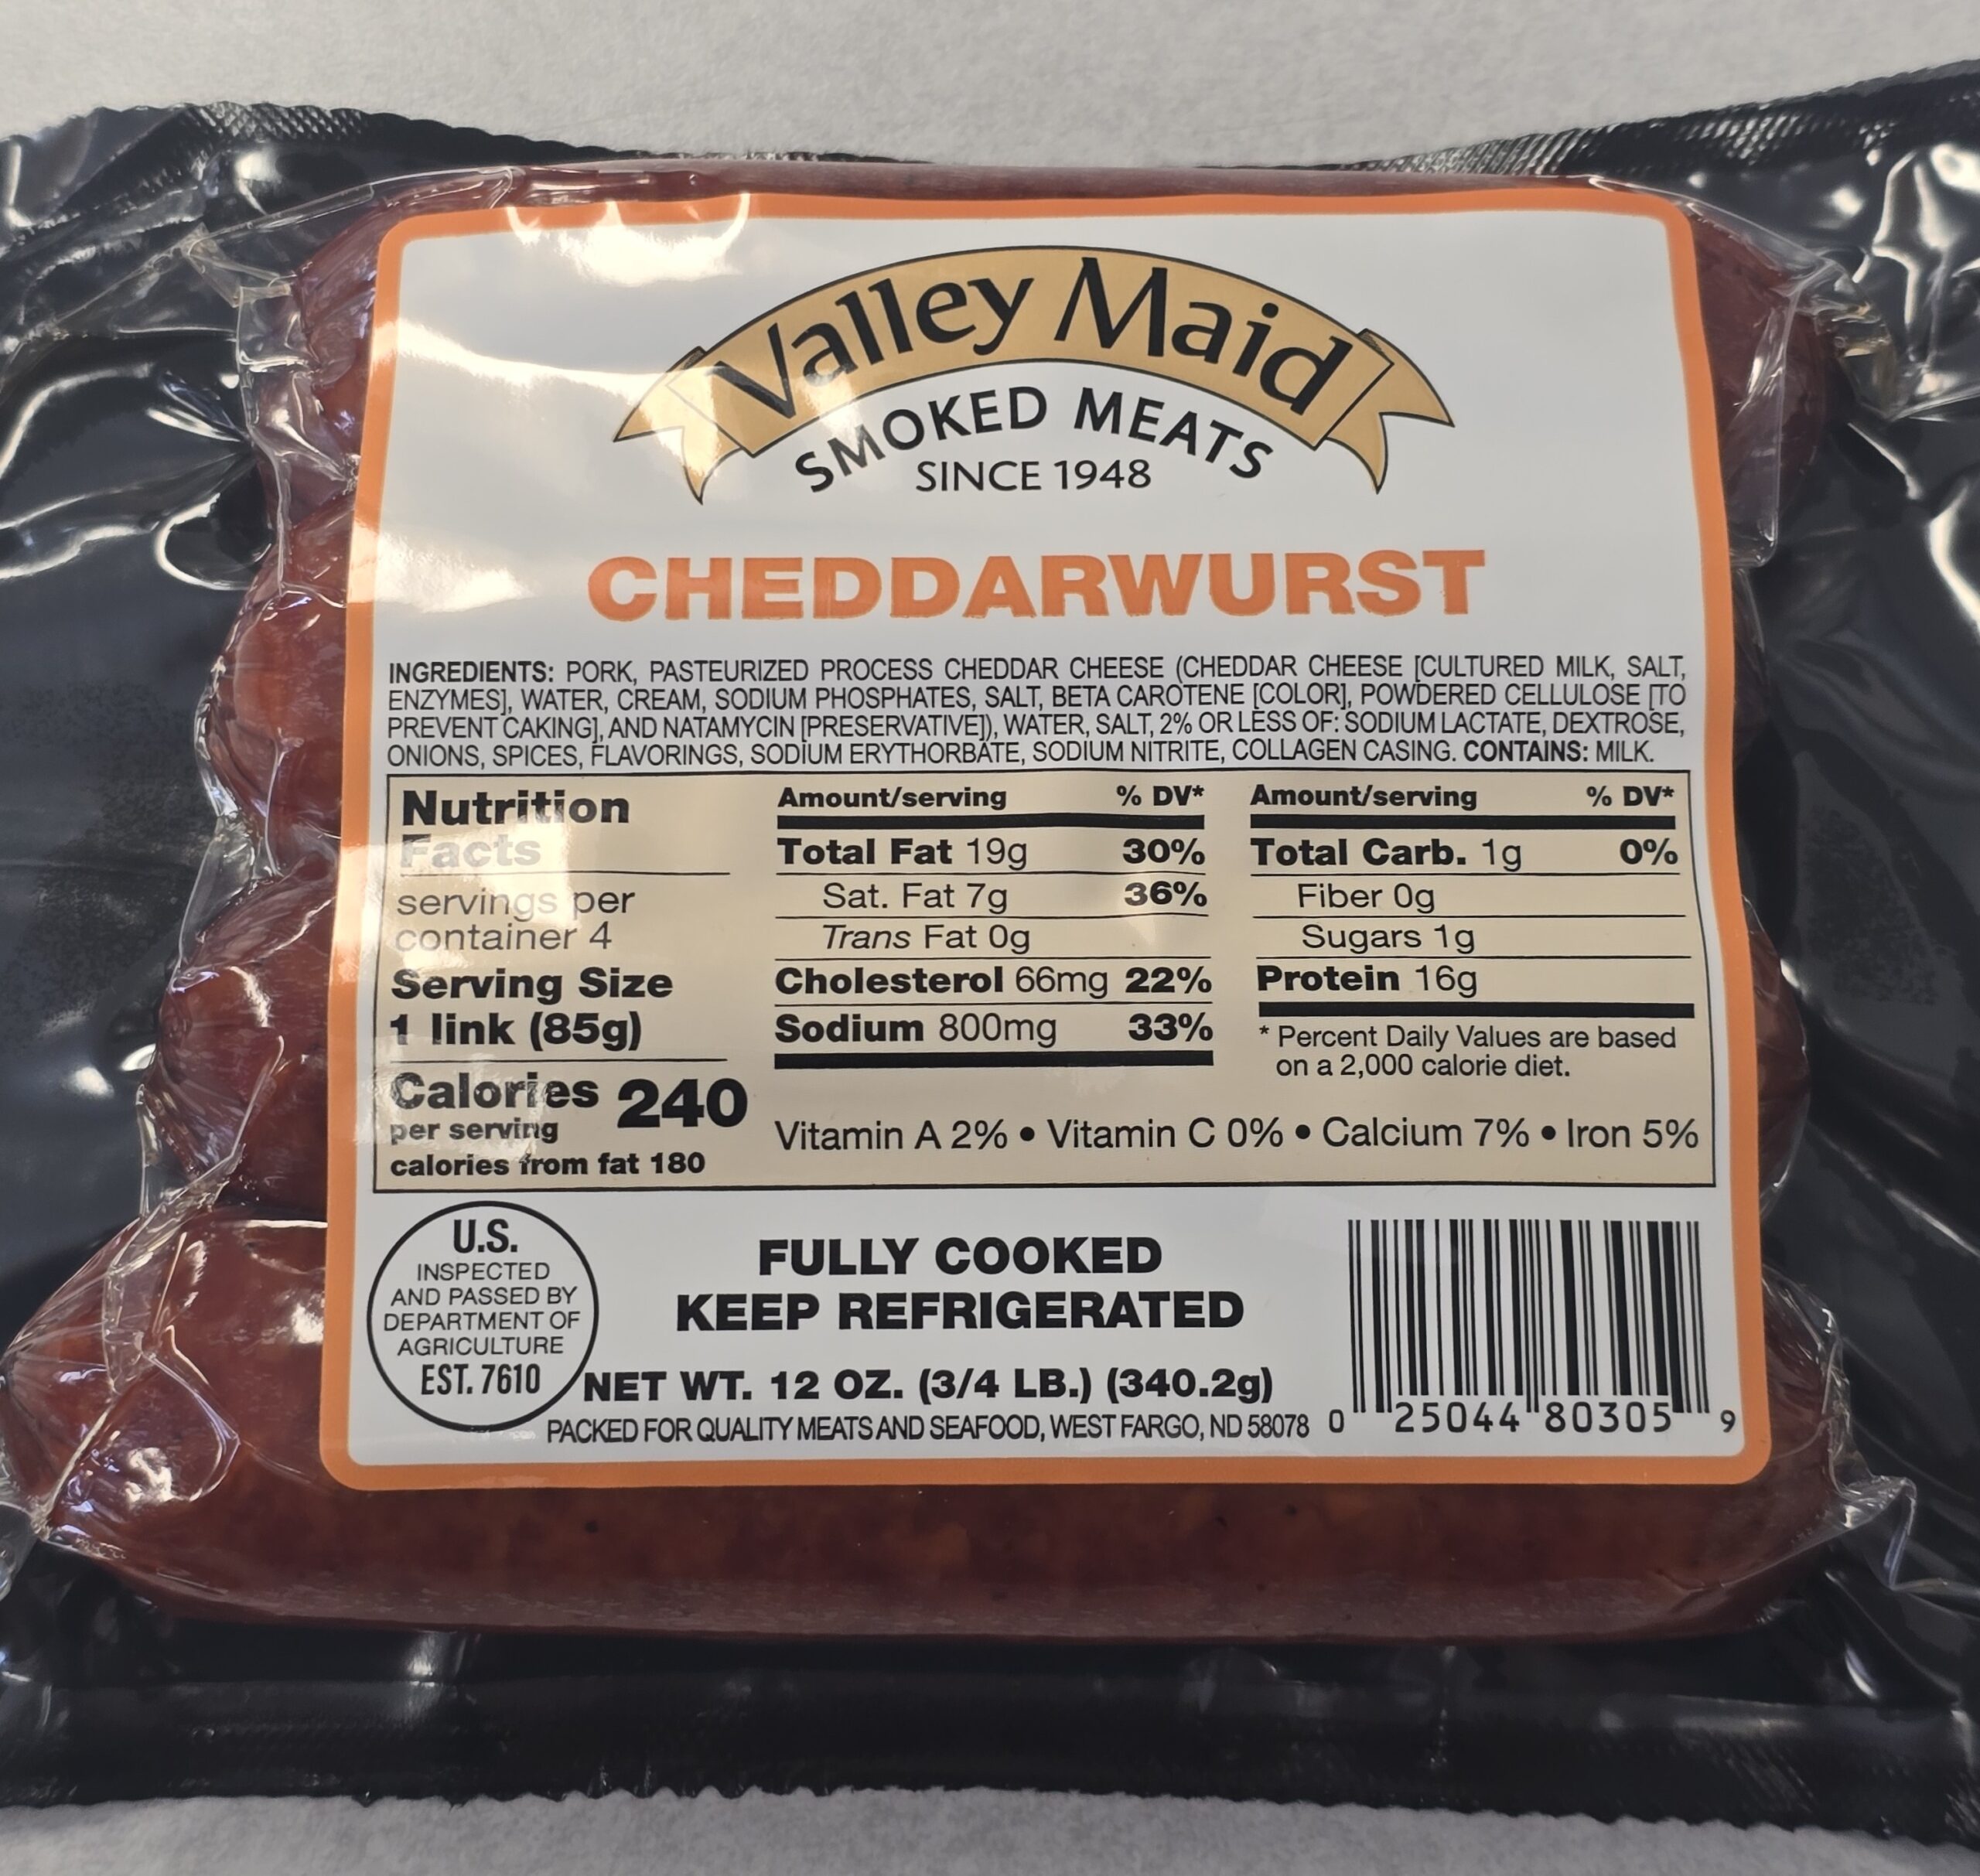 Valley Maid
SMOKED MEATS
SINCE 1948
CHEDDARWURST
INGREDIENTS: PORK, PASTEURIZED PROCESS CHEDDAR CHEESE (CHEDDAR CHEESE [CULTURED MILK, SALT,
ENZYMES], WATER, CREAM, SODIUM PHOSPHATES, SALT, BETA CAROTENE [COLOR], POWDERED CELLULOSE [TO
PREVENT CAKING], AND NATAMYCIN [PRESERVATIVE]), WATER, SALT, 2% OR LESS OF: SODIUM LACTATE, DEXTROSE,
ONIONS, SPICES, FLAVORINGS, SODIUM ERYTHORBATE, SODIUM NITRITE, COLLAGEN CASING. CONTAINS: MILK.
Nutrition
Facts
servings per
container 4
Serving Size
1 link (85g)
Calories 240
per serving
calories from fat 180
Amount/serving % DV*
Total Fat 19g 30%
Sat. Fat 7g 36%
Trans Fat 0g
Cholesterol 66mg 22%
Sodium 800mg 33%
Amount/serving % DV*
Total Carb. 1g 0%
Fiber 0g
Sugars 1g
Protein 16g
* Percent Daily Values are based
on a 2,000 calorie diet.
Vitamin A 2% • Vitamin C 0% • Calcium 7% • Iron 5%
U.S.
INSPECTED
AND PASSED BY
DEPARTMENT OF
AGRICULTURE
EST. 7610
FULLY COOKED
KEEP REFRIGERATED
NET WT. 12 OZ. (3/4 LB.) (340.2g)
PACKED FOR QUALITY MEATS AND SEAFOOD, WEST FARGO, ND 58078
0 25044 80305 9